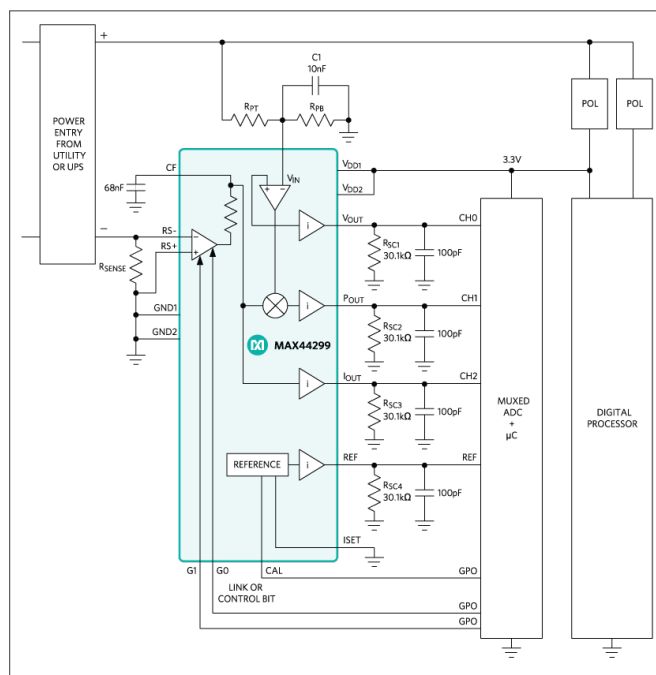 +
C1
10nF
RPT
RPB
POL
POL
POWER
ENTRY
FROM
UTILITY
OR UPS
CF
68nF
VIN
+
−
VDD1
VDD2
3.3V
−
RS-
RS+
−
+
RSENSE
i
VOUT
CH0
RSC1
30.1kΩ
100pF
GND1
GND2
i
POUT
CH1
RSC2
30.1kΩ
100pF
MAX44299
i
IOUT
CH2
RSC3
30.1kΩ
100pF
MUXED
ADC
+
µC
DIGITAL
PROCESSOR
REFERENCE
i
REF
REF
RSC4
30.1kΩ
100pF
ISET
G1
G0
CAL
GPO
LINK OR
CONTROL BIT
GPO
GPO